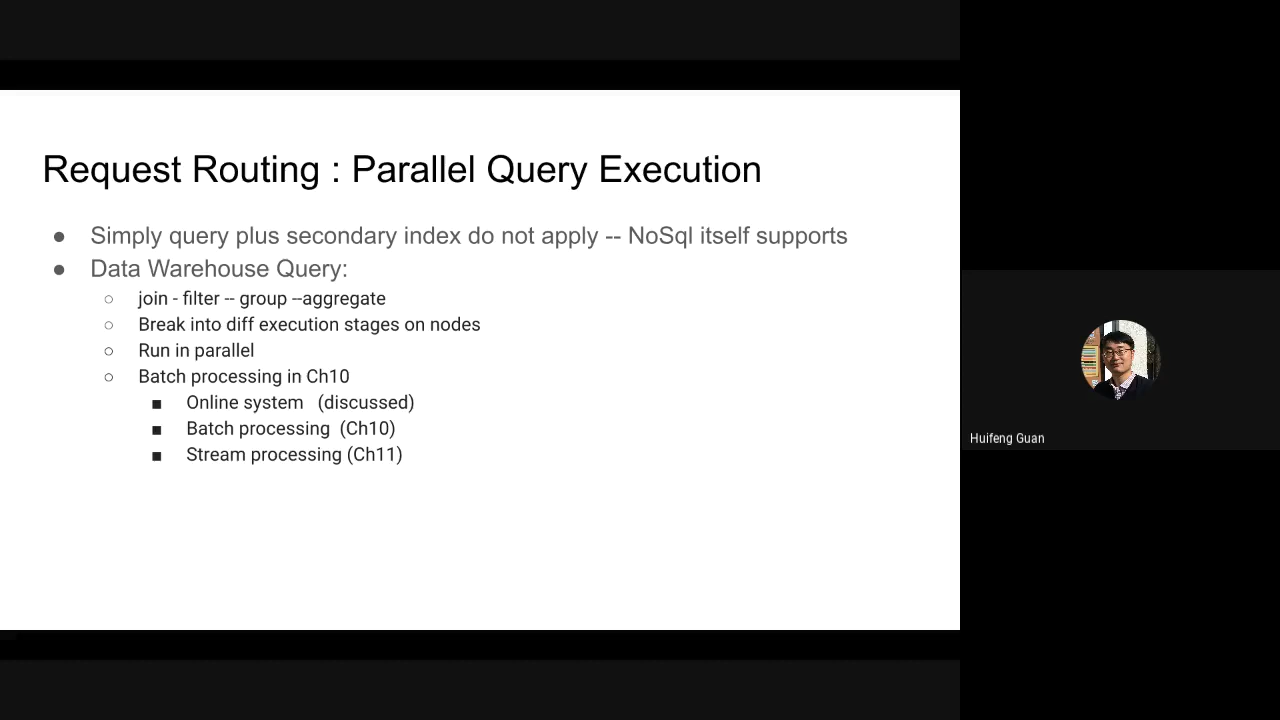 Request Routing : Parallel Query Execution
● Simply query plus secondary index do not apply -- NoSql itself supports
● Data Warehouse Query:
○ join - filter -- group --aggregate
○ Break into diff execution stages on nodes
○ Run in parallel
○ Batch processing in Ch10
■ Online system (discussed)
■ Batch processing (Ch10)
■ Stream processing (Ch11)
Huifeng Guan